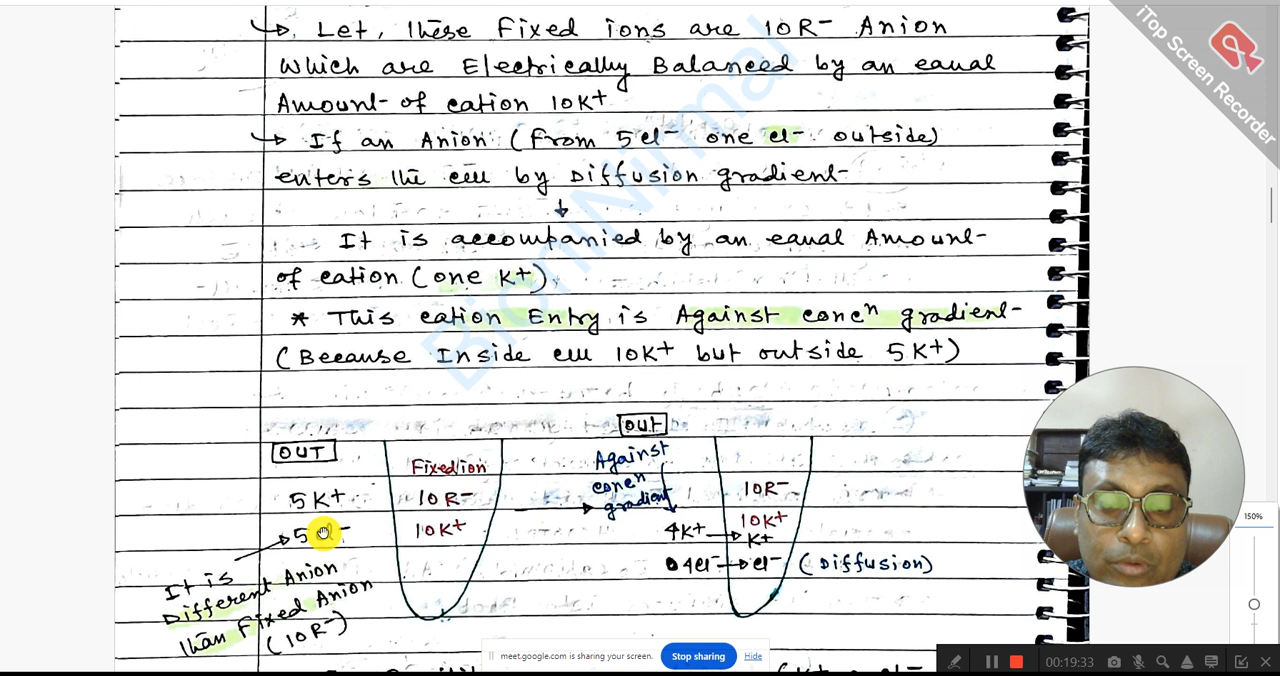 ↳ Let, these Fixed ions are 10R- Anion
Which are Electrically Balanced by an equal
Amount of cation 10K+
↳ If an Anion (From 5 cl- one cl- outside)
enters the cell by Diffusion gradient
↓
It is accompanied by an equal Amount
of cation (one K+)
* This cation Entry is Against concn gradient
(Because Inside cell 10K+ but outside 5K+)
OUT
5K+
5
It is
Different Anion
than Fixed Anion
(10R-)
Fixed ion
10R-
10K+
OUT
Against
concn
gradient
4K+ → K+
4cl- → cl- (Diffusion)
10R-
10K+
BiomNirmal
iTop Screen Recorder
150%
meet.google.com is sharing your screen.
Stop sharing
Hide
00:19:33